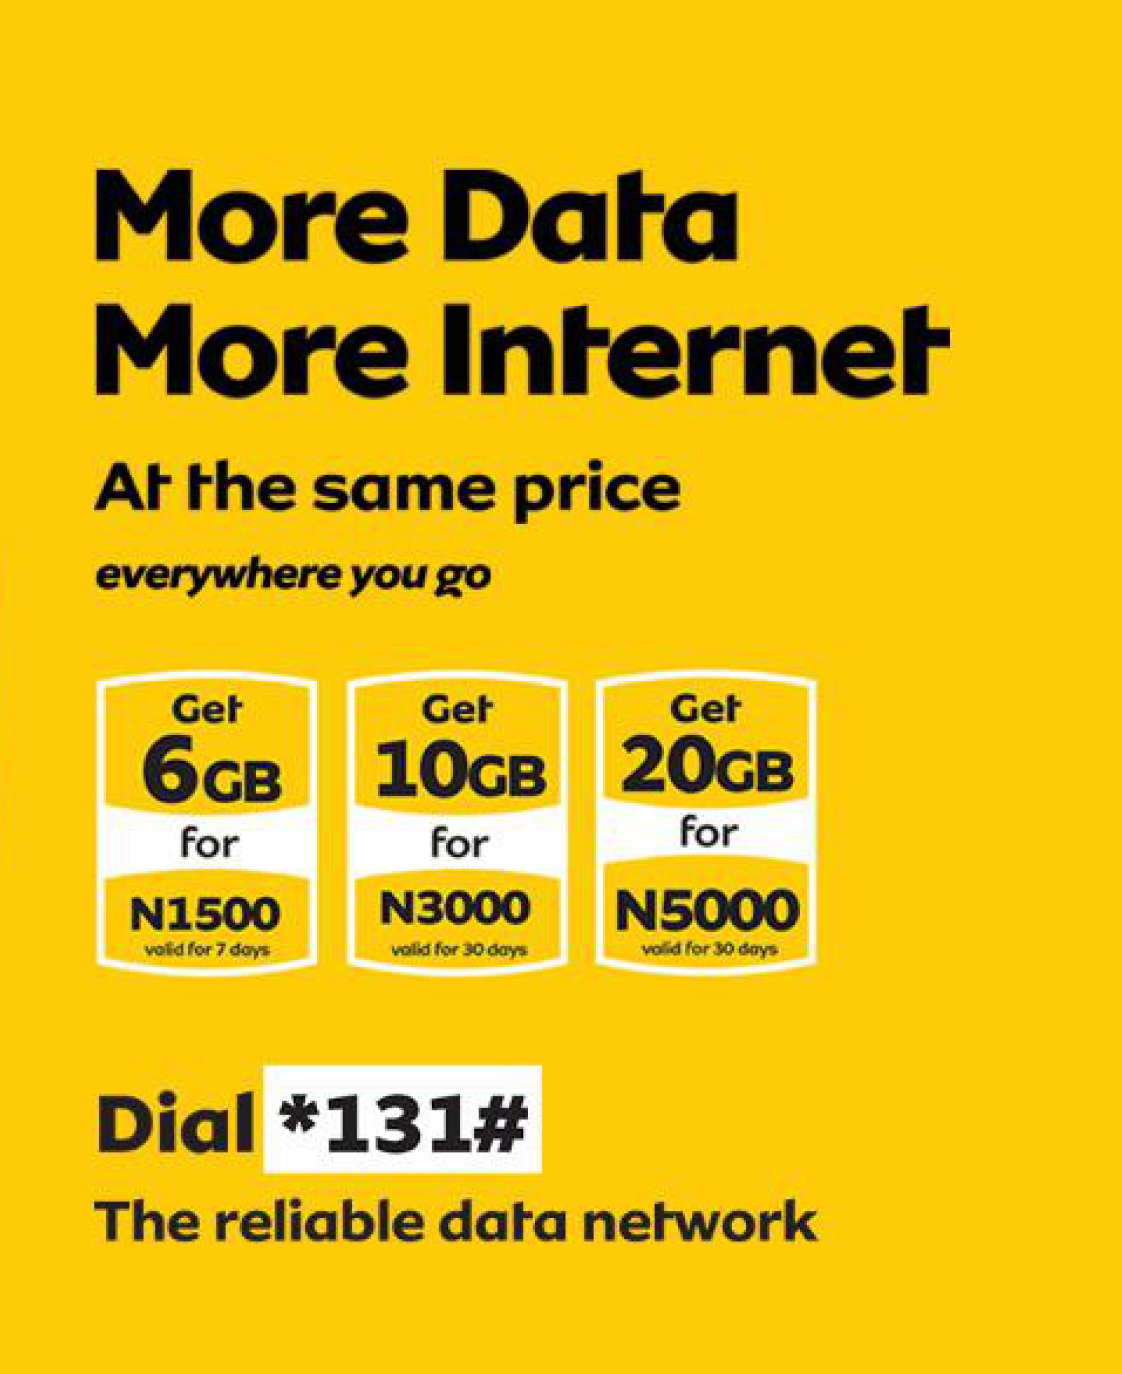 More Data
More Internet
At the same price
everywhere you go
Get
6GB
for
N1500
valid for 7 days
Get
10GB
for
N3000
valid for 30 days
Get
20GB
for
N5000
valid for 30 days
Dial *131#
The reliable data network